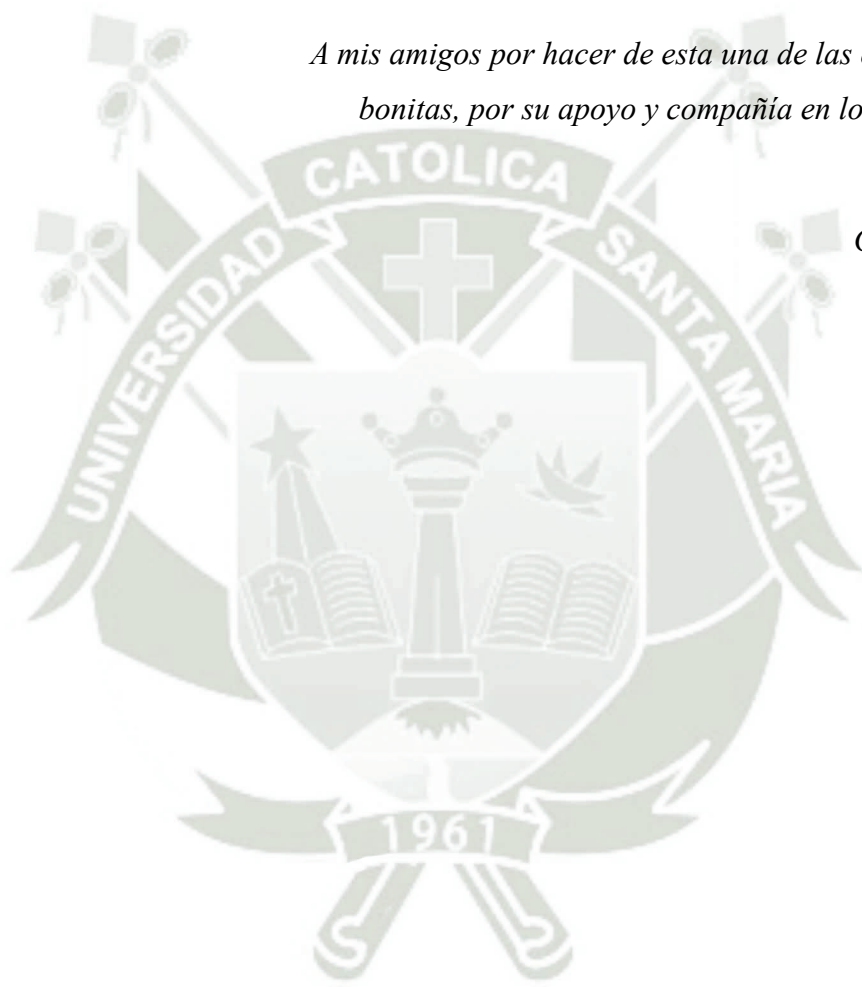 A mis amigos por hacer de esta una de las
bonitas, por su apoyo y compañía en
CATOLICA
UNIVERSIDAD
SANTA MARIA
1961